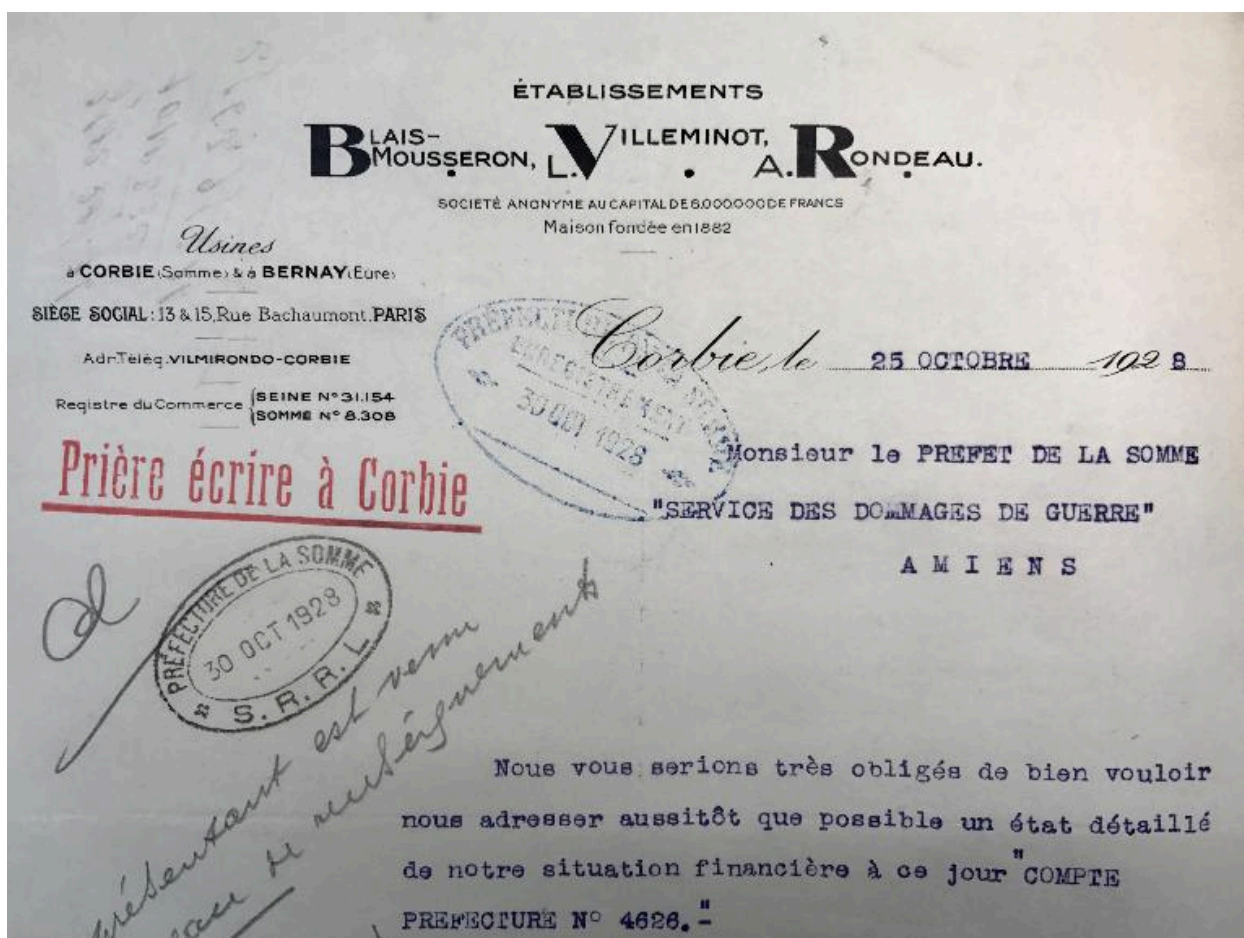 ÉTABLISSEMENTS
BLAIS-MOUSSERON, L. VILLEMINOT, A. RONDEAU.
SOCIETÉ ANONYME AU CAPITAL DE 6.000000 DE FRANCS
Maison fondée en 1882
Usines
à CORBIE (Somme) & à BERNAY (Eure)
SIÈGE SOCIAL: 13 & 15, Rue Bachaumont. PARIS
Adr. Télég. VILMIRONDO-CORBIE
Registre du Commerce
SEINE N° 31.154
SOMME N° 8.308
Prière écrire à Corbie
Corbie, le 25 OCTOBRE 1928
ENREGISTREMENT
30 OCT 1928
Monsieur le PREFET DE LA SOMME
"SERVICE DES DOMMAGES DE GUERRE"
A M I E N S
PRÉFECTURE DE LA SOMME
30 OCT 1928
S. R. R. L
est venu
de renseignements
Nous vous serions très obligés de bien vouloir
nous adresser aussitôt que possible un état détaillé
de notre situation financière à ce jour "COMPTE
PREFECTURE N° 4626."-